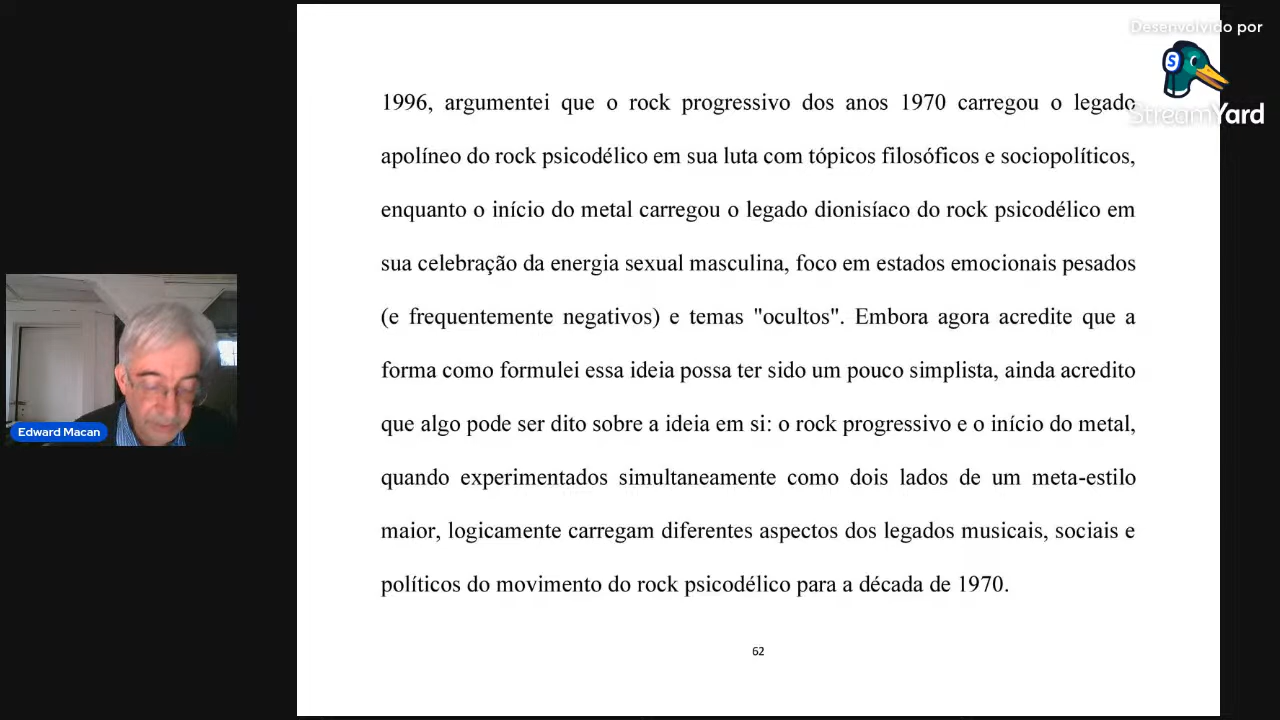 Desenvolvido por
StreamYard
1996, argumentei que o rock progressivo dos anos 1970 carregou o legado
apolíneo do rock psicodélico em sua luta com tópicos filosóficos e sociopolíticos,
enquanto o início do metal carregou o legado dionisíaco do rock psicodélico em
sua celebração da energia sexual masculina, foco em estados emocionais pesados
(e frequentemente negativos) e temas "ocultos". Embora agora acredite que a
forma como formulei essa ideia possa ter sido um pouco simplista, ainda acredito
que algo pode ser dito sobre a ideia em si: o rock progressivo e o início do metal,
quando experimentados simultaneamente como dois lados de um meta-estilo
maior, logicamente carregam diferentes aspectos dos legados musicais, sociais e
políticos do movimento do rock psicodélico para a década de 1970.
62
Edward Macan